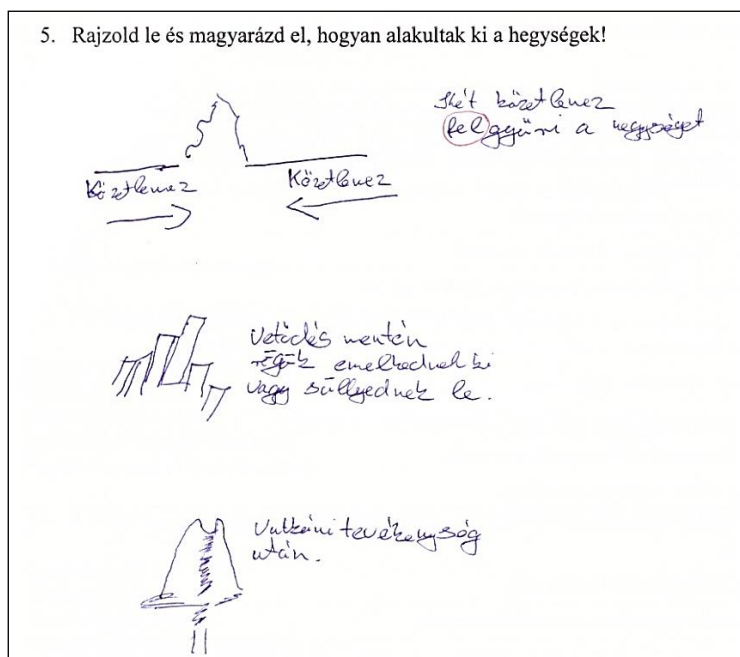 5. Rajzold le és magyarázd el, hogyan alakultak ki a hegységek!
Két kőzetlemez
felgyűri a hegységet
Kőzetlemez
Kőzetlemez
Vetődés mentén
rögök emelkednek ki
vagy süllyednek le.
Vulkáni tevékenység
után.